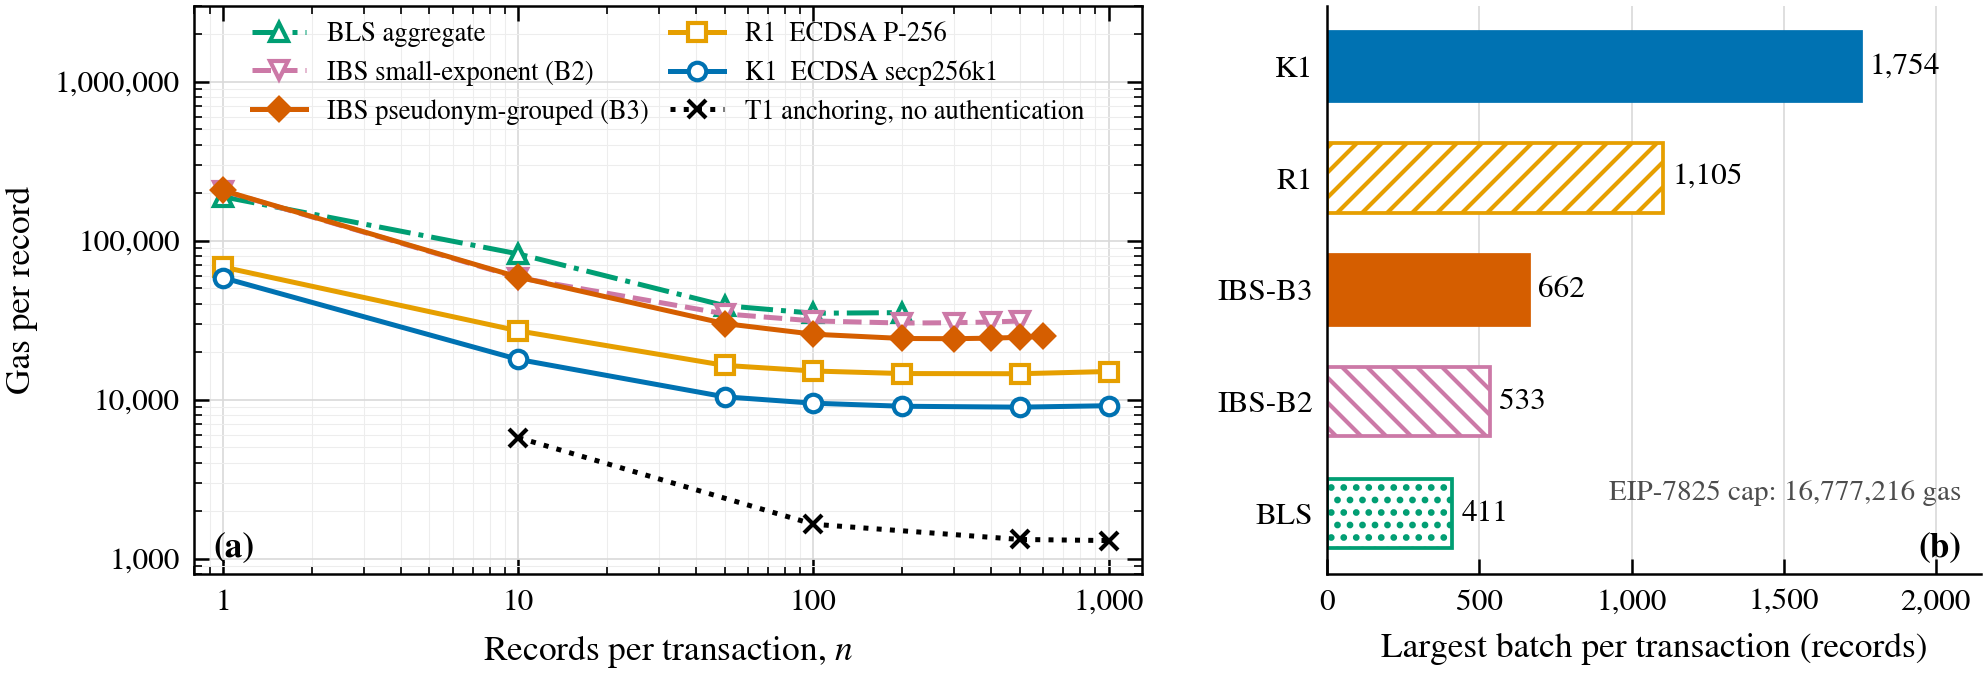 BLS aggregate
IBS small-exponent (B2)
IBS pseudonym-grouped (B3)
R1 ECDSA P-256
K1 ECDSA secp256k1
T1 anchoring, no authentication
Gas per record
1,000,000
100,000
10,000
1,000
(a)
1
10
100
1,000
Records per transaction, n
K1
1,754
R1
1,105
IBS-B3
662
IBS-B2
533
BLS
411
EIP-7825 cap: 16,777,216 gas
(b)
0
500
1,000
1,500
2,000
Largest batch per transaction (records)